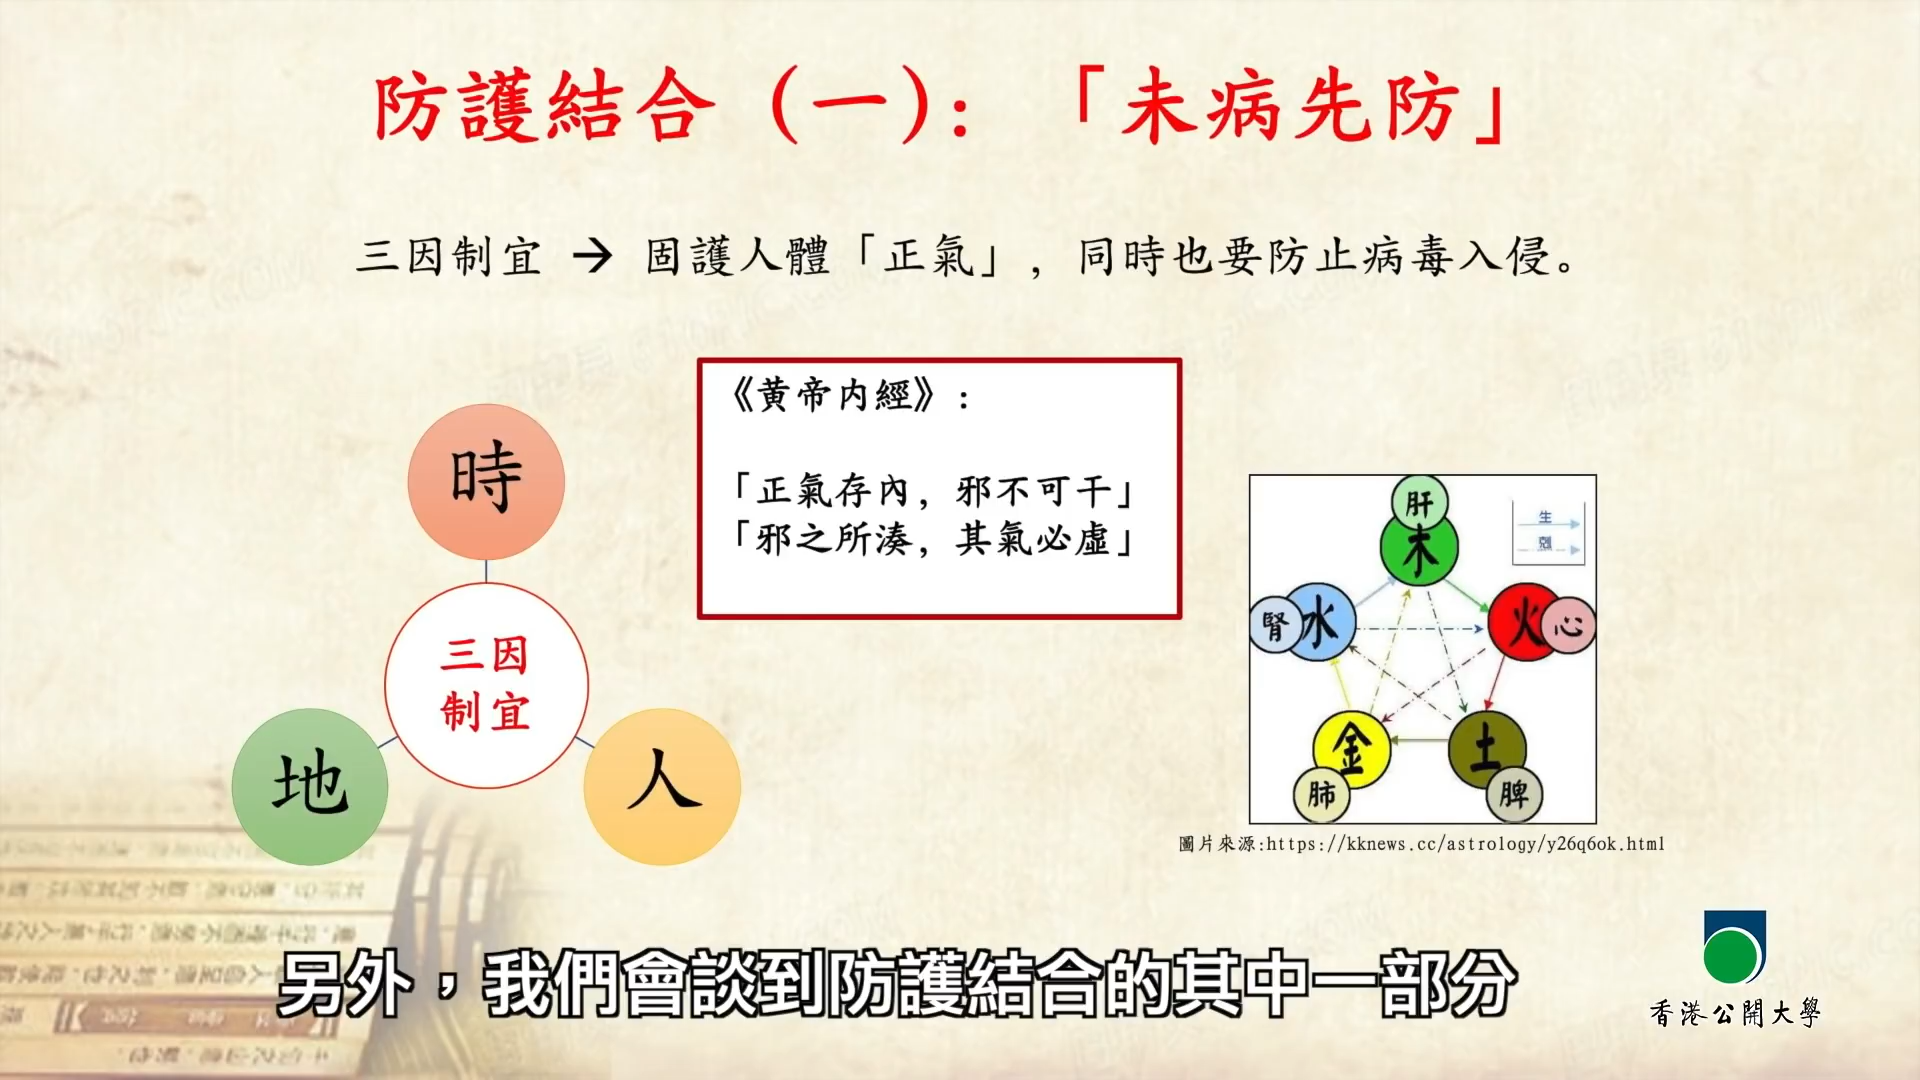 防護結合（一）：「未病先防」
三因制宜 → 固護人體「正氣」，同時也要防止病毒入侵。
《黃帝內經》：
「正氣存內，邪不可干」
「邪之所湊，其氣必虛」
時
三因
制宜
地
人
肝
木
生
剋
腎
水
火
心
金
土
肺
脾
圖片來源:https://kknews.cc/astrology/y26q6ok.html
另外，我們會談到防護結合的其中一部分
香港公開大學